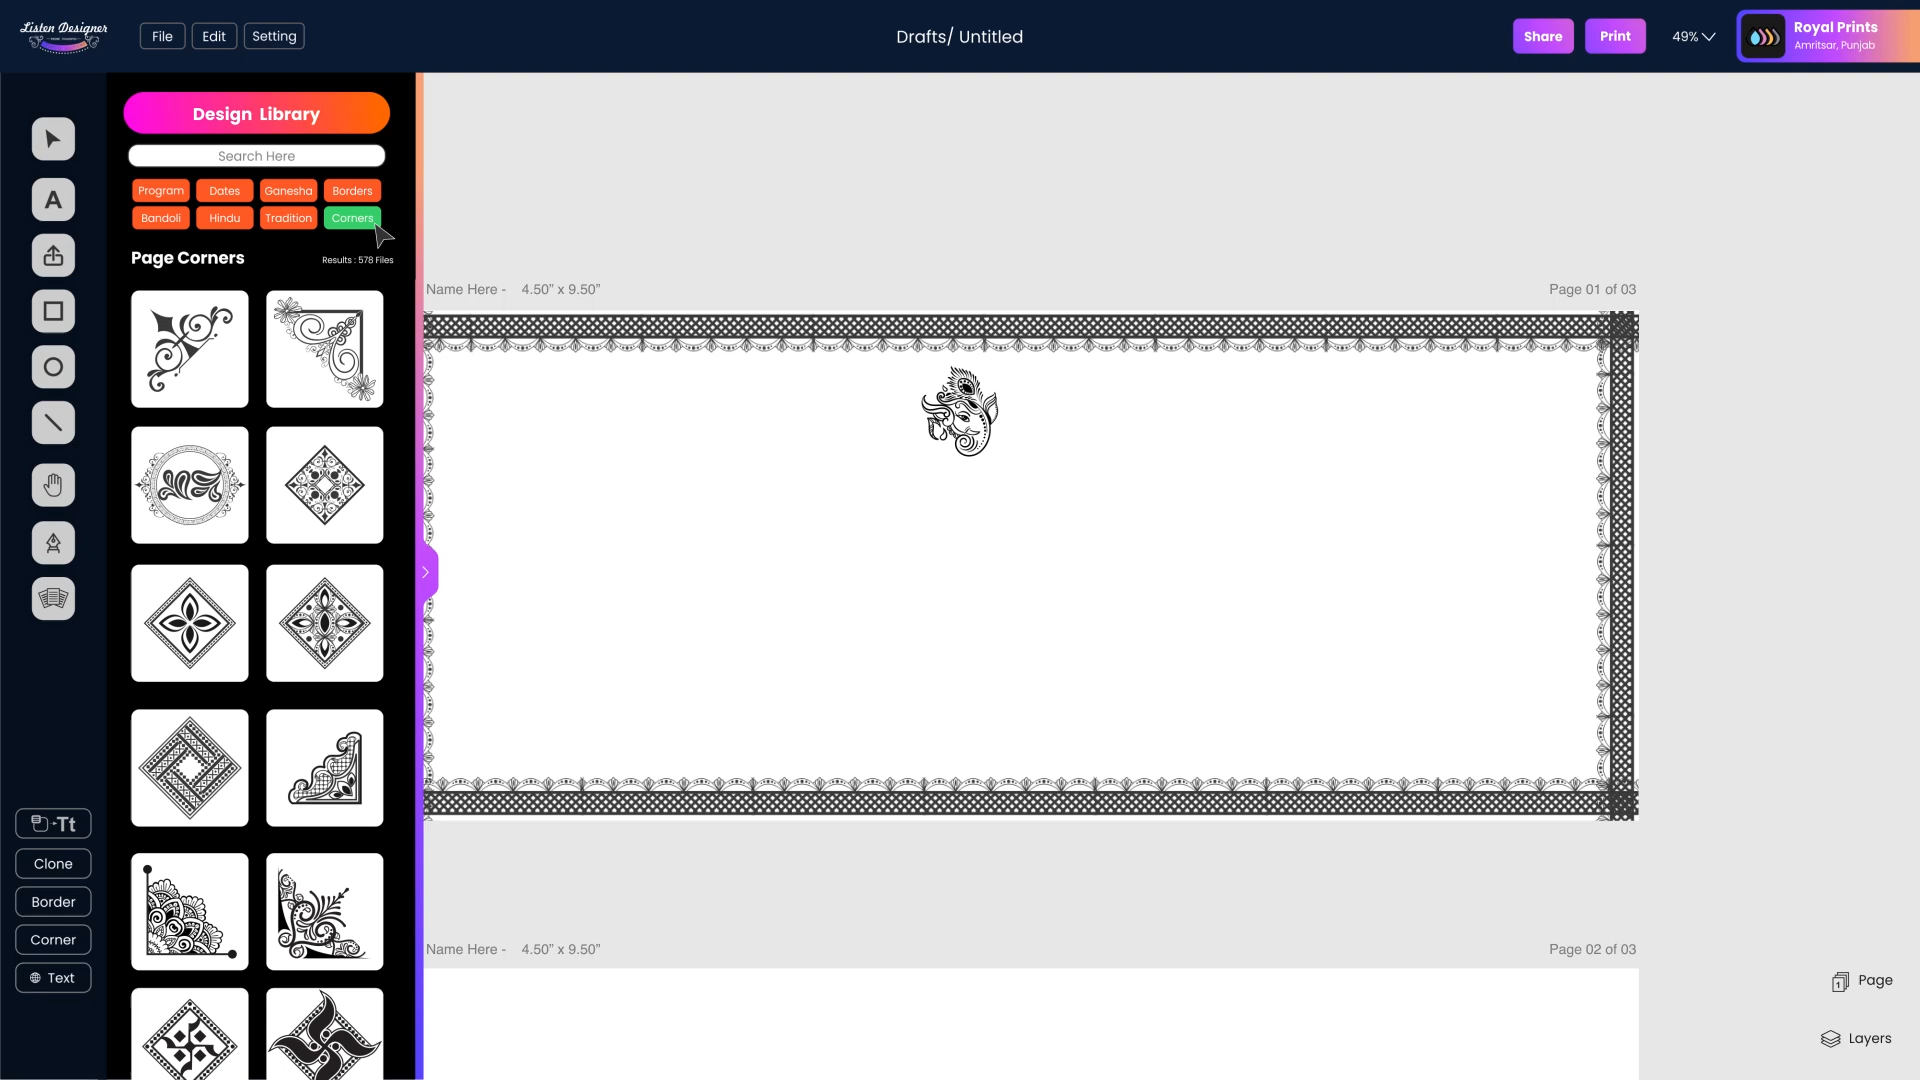 Listen Designer
File
Edit
Setting
Drafts/ Untitled
Share
Print
49%
Royal Prints
Amritsar, Punjab
Design Library
Search Here
Program
Dates
Ganesha
Borders
Bandoli
Hindu
Tradition
Corners
Page Corners
Results : 578 Files
A
Name Here - 4.50” x 9.50”
Page 01 of 03
Tt
Clone
Border
Corner
Text
Name Here - 4.50” x 9.50”
Page 02 of 03
1
Page
Layers